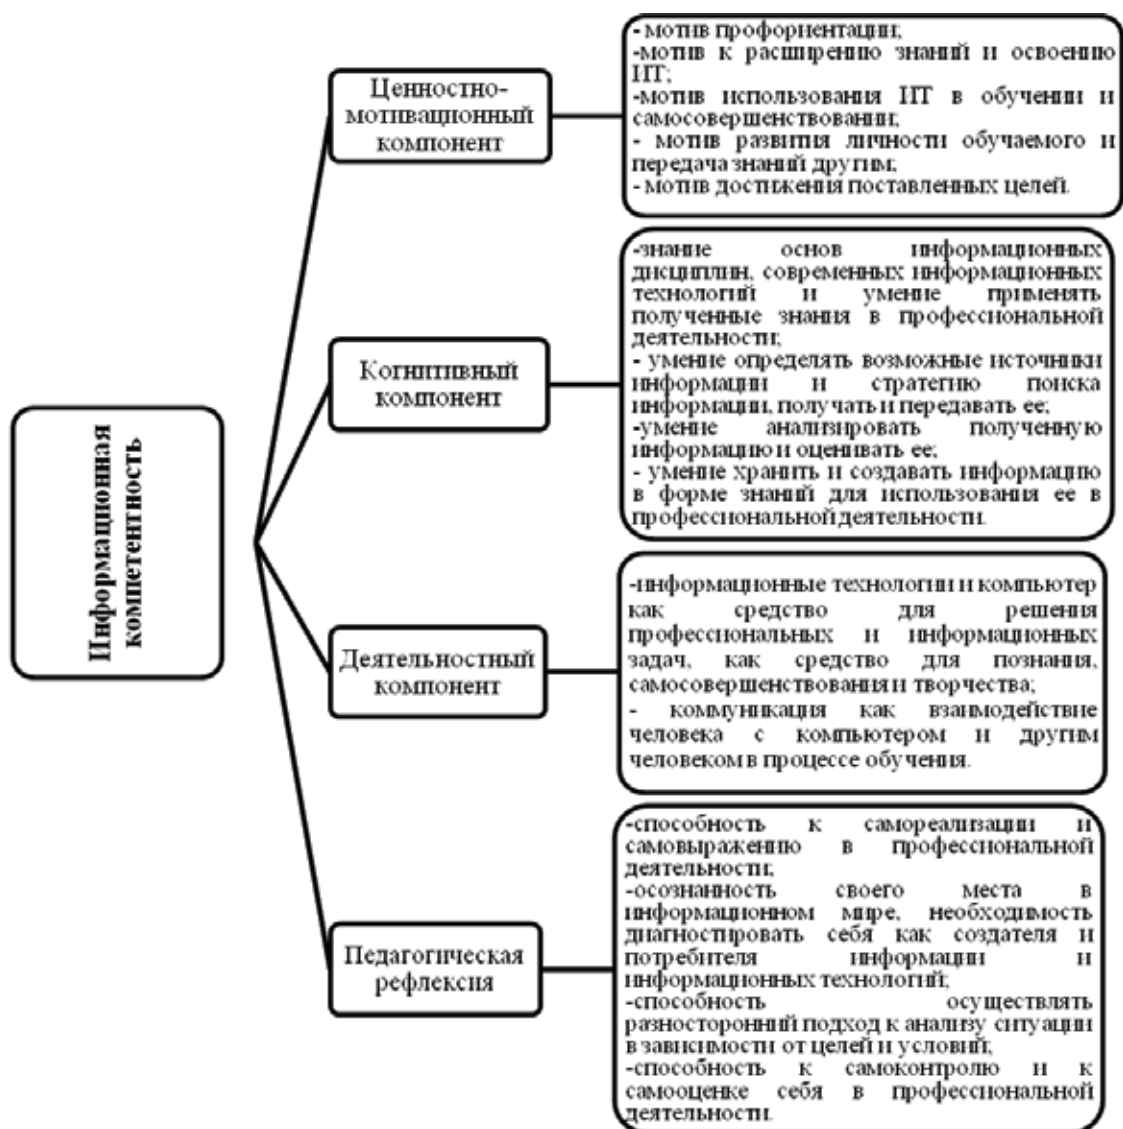 Информационная
компетентность
Ценностно-
мотивационный
компонент
- мотив профориентации;
-мотив к расширению знаний и освоению
ИТ;
-мотив использования ИТ в обучении и
самосовершенствовании;
- мотив развития личности обучаемого и
передача знаний другим;
- мотив достижения поставленных целей.
Когнитивный
компонент
-знание основ информационных
дисциплин, современных информационных
технологий и умение применять
полученные знания в профессиональной
деятельности;
- умение определять возможные источники
информации и стратегию поиска
информации, получать и передавать ее;
-умение анализировать полученную
информацию и оценивать ее;
- умение хранить и создавать информацию
в форме знаний для использования ее в
профессиональной деятельности.
Деятельностный
компонент
-информационные технологии и компьютер
как средство для решения
профессиональных и информационных
задач, как средство для познания,
самосовершенствования и творчества;
- коммуникация как взаимодействие
человека с компьютером и другим
человеком в процессе обучения.
Педагогическая
рефлексия
-способность к самореализации и
самовыражению в профессиональной
деятельности;
-осознанность своего места в
информационном мире, необходимость
диагностировать себя как создателя и
потребителя информации и
информационных технологий;
-способность осуществлять
разносторонний подход к анализу ситуации
в зависимости от целей и условий;
-способность к самоконтролю и к
самооценке себя в профессиональной
деятельности.